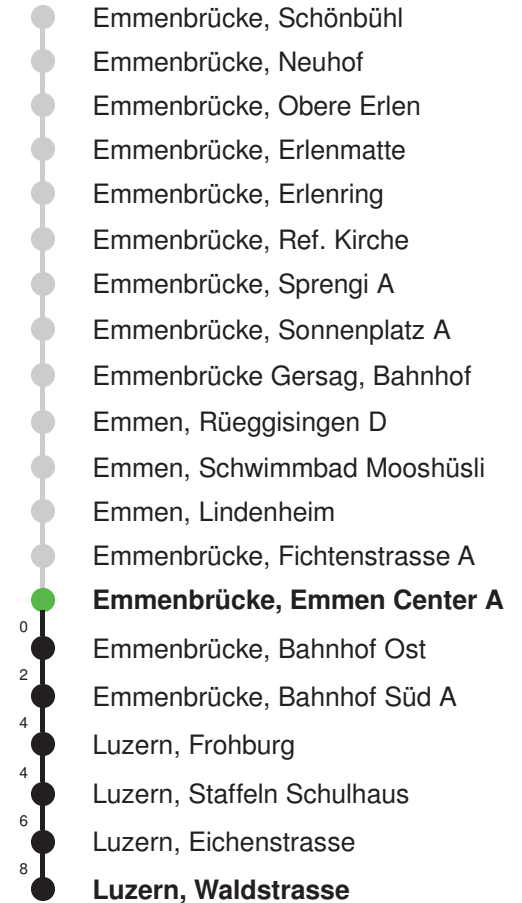 Emmenbrücke, Schönbühl
Emmenbrücke, Neuhof
Emmenbrücke, Obere Erlen
Emmenbrücke, Erlenmatte
Emmenbrücke, Erlenring
Emmenbrücke, Ref. Kirche
Emmenbrücke, Sprengi A
Emmenbrücke, Sonnenplatz A
Emmenbrücke Gersag, Bahnhof
Emmen, Rüeggisingen D
Emmen, Schwimmbad Mooshüsli
Emmen, Lindenheim
Emmenbrücke, Fichtenstrasse A
Emmenbrücke, Emmen Center A
0
Emmenbrücke, Bahnhof Ost
2
Emmenbrücke, Bahnhof Süd A
4
Luzern, Frohburg
4
Luzern, Staffeln Schulhaus
6
Luzern, Eichenstrasse
8
Luzern, Waldstrasse